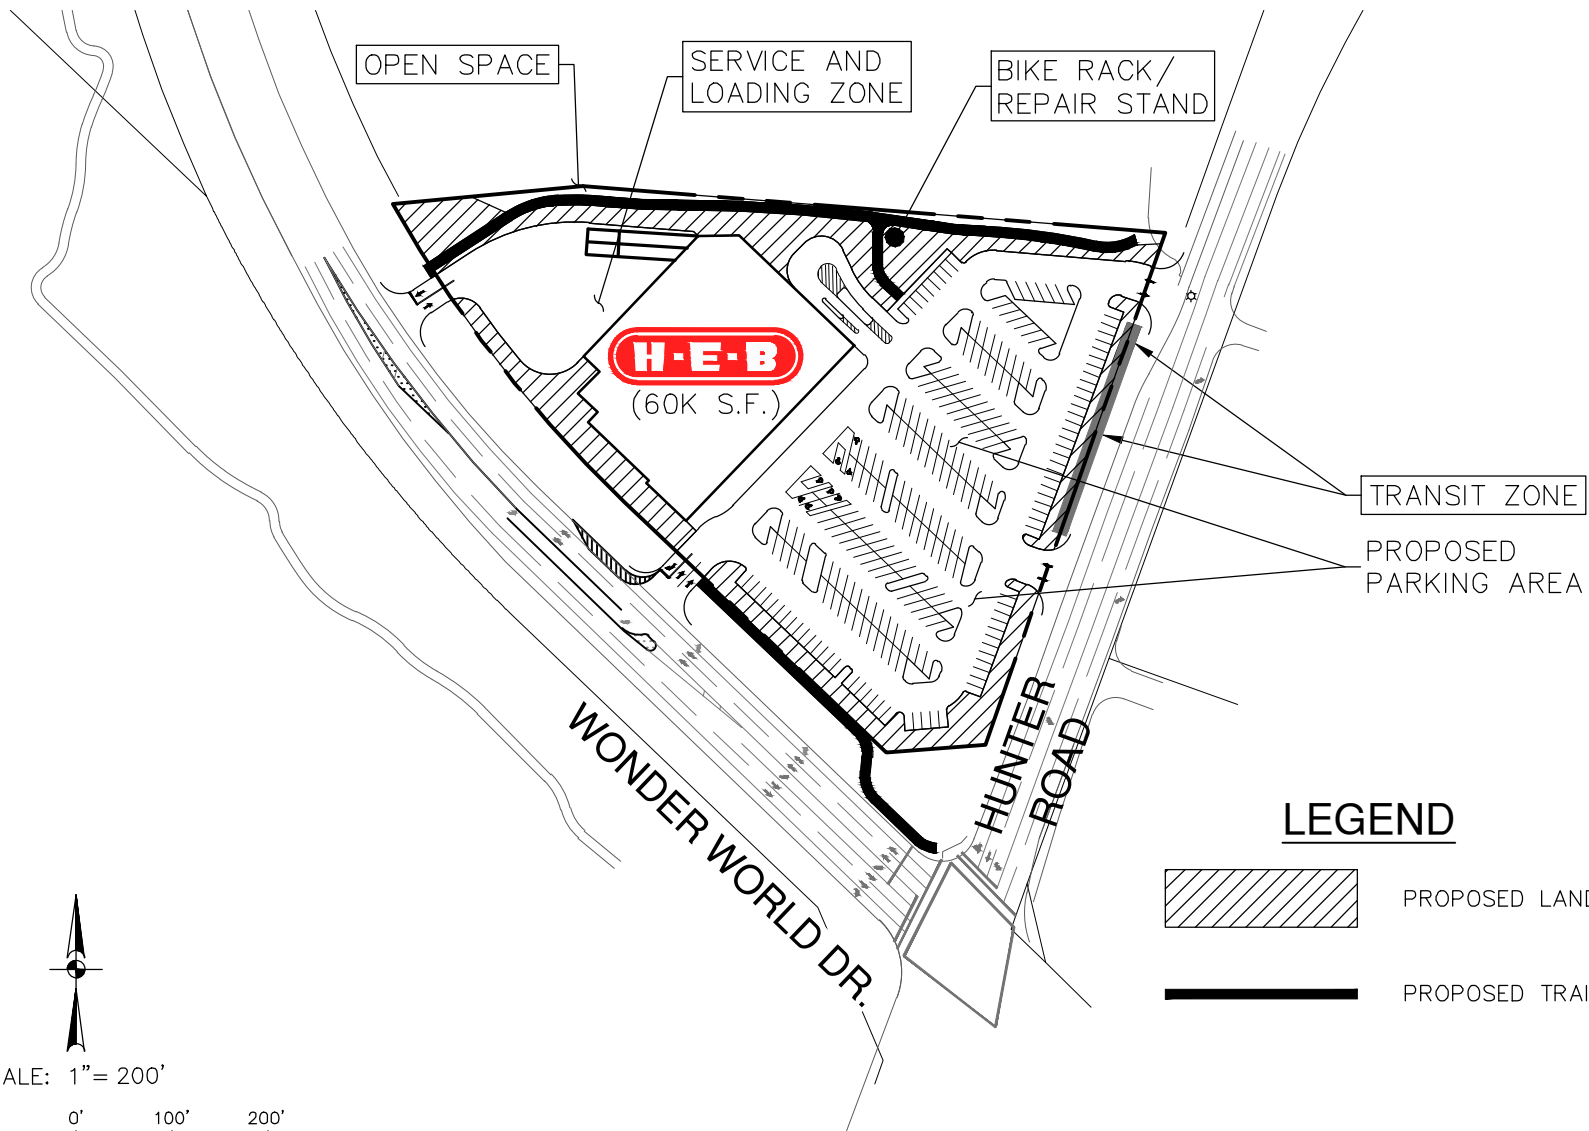 OPEN SPACE
SERVICE AND
LOADING ZONE
BIKE RACK/
REPAIR STAND
H-E-B
(60K S.F.)
TRANSIT ZONE
PROPOSED
PARKING AREA
HUNTER
ROAD
WONDER WORLD DR.
LEGEND
PROPOSED LAND
PROPOSED TRAI
ALE: 1"= 200'
0' 100' 200'